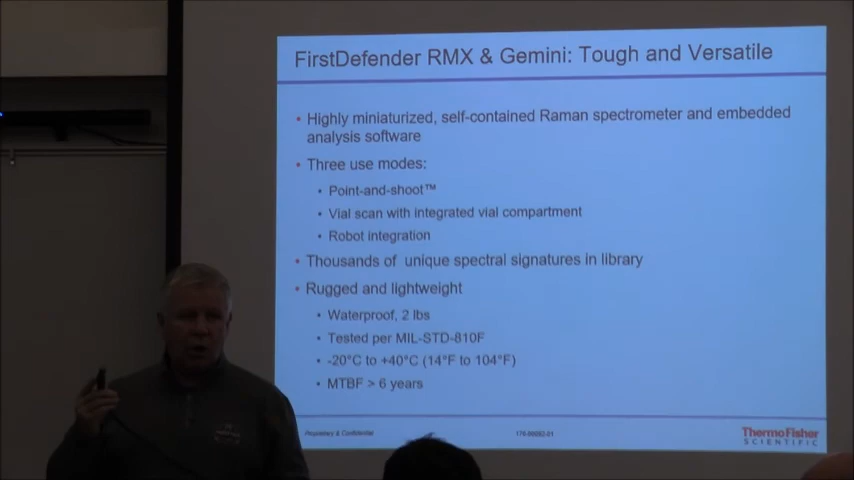 FirstDefender RMX & Gemini: Tough and Versatile
• Highly miniaturized, self-contained Raman spectrometer and embedded
analysis software
• Three use modes:
• Point-and-shoot™
• Vial scan with integrated vial compartment
• Robot integration
• Thousands of unique spectral signatures in library
• Rugged and lightweight
• Waterproof, 2 lbs
• Tested per MIL-STD-810F
• -20°C to +40°C (14°F to 104°F)
• MTBF > 6 years
Proprietary & Confidential
ThermoFisher
SCIENTIFIC